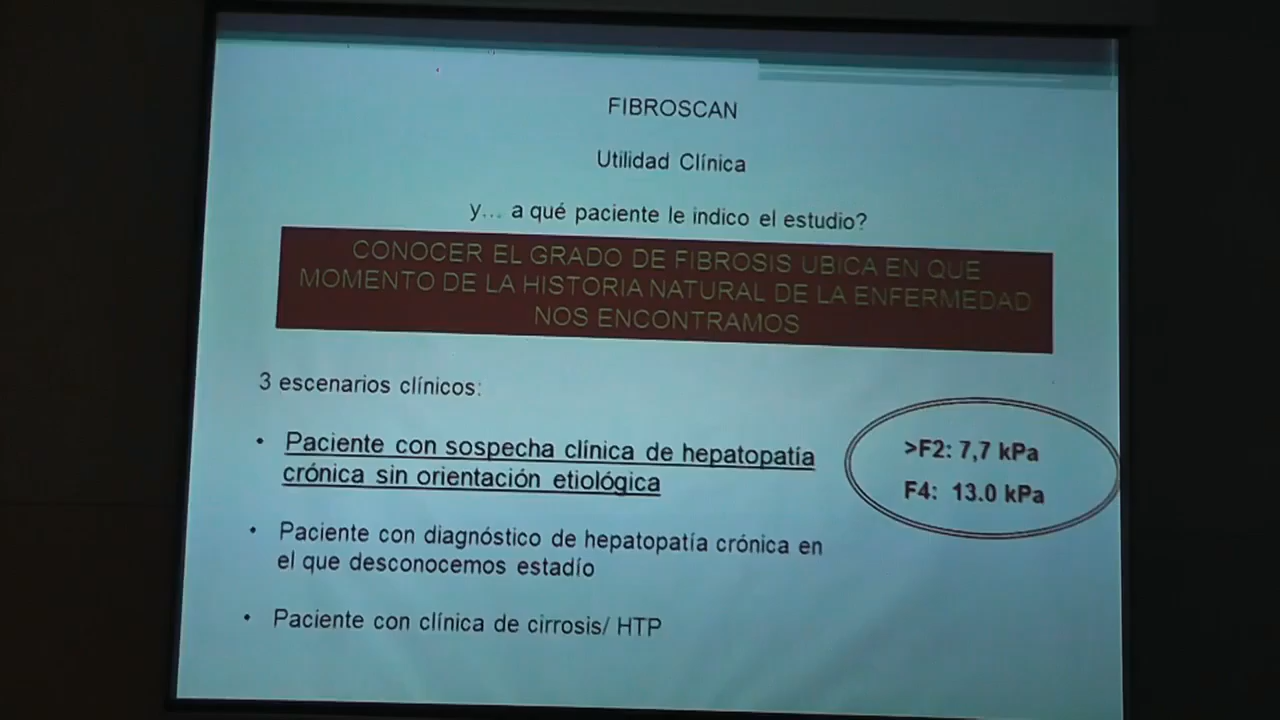 FIBROSCAN
Utilidad Clínica
y... a qué paciente le indico el estudio?
CONOCER EL GRADO DE FIBROSIS UBICA EN QUE
MOMENTO DE LA HISTORIA NATURAL DE LA ENFERMEDAD
NOS ENCONTRAMOS
3 escenarios clínicos:
• Paciente con sospecha clínica de hepatopatía
crónica sin orientación etiológica
>F2: 7,7 kPa
F4: 13.0 kPa
• Paciente con diagnóstico de hepatopatía crónica en
el que desconocemos estadío
• Paciente con clínica de cirrosis/ HTP